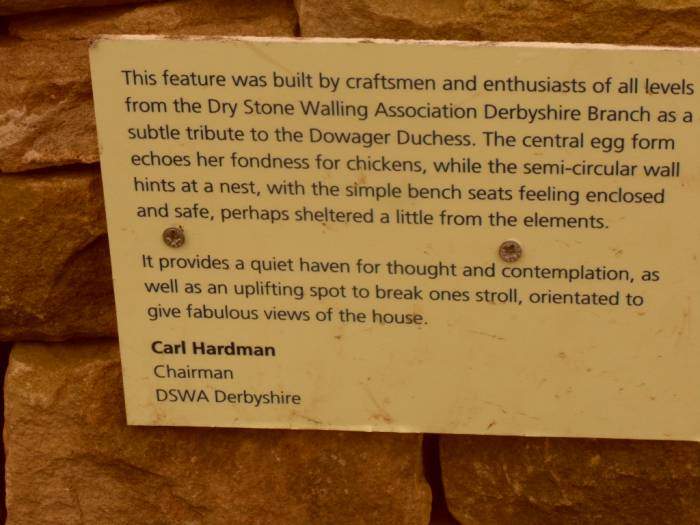 This feature was built by craftsmen and enthusiasts of all levels
from the Dry Stone Walling Association Derbyshire Branch as a
subtle tribute to the Dowager Duchess. The central egg form
echoes her fondness for chickens, while the semi-circular wall
hints at a nest, with the simple bench seats feeling enclosed
and safe, perhaps sheltered a little from the elements.
It provides a quiet haven for thought and contemplation, as
well as an uplifting spot to break ones stroll, orientated to
give fabulous views of the house.
Carl Hardman
Chairman
DSWA Derbyshire